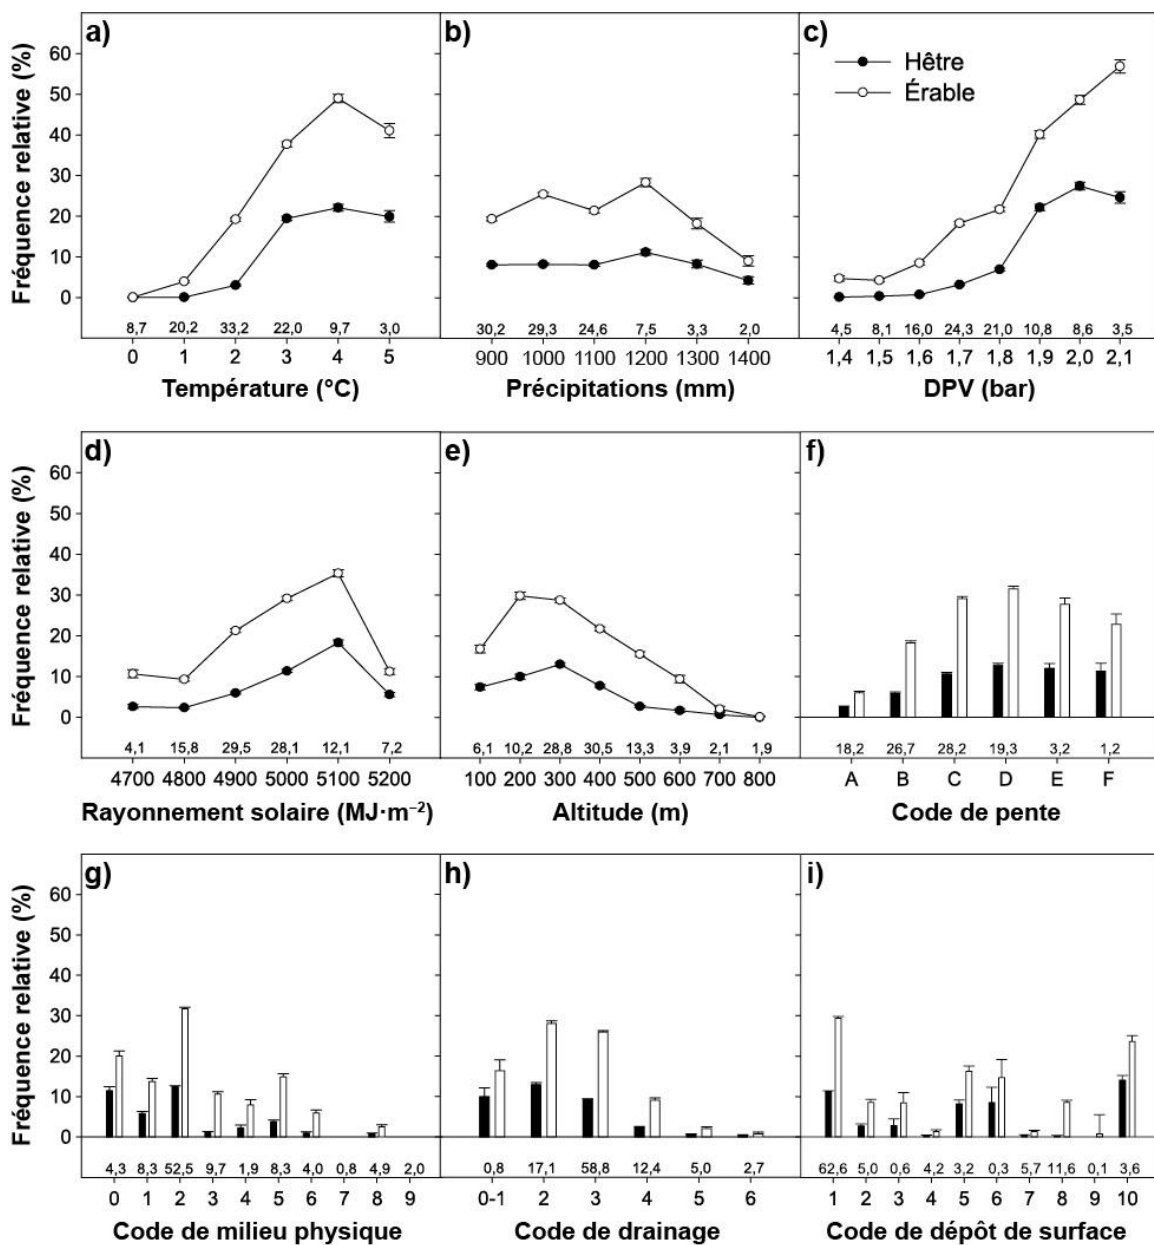 a)
b)
c)
Hêtre
Érable
Fréquence relative (%)
60
50
40
30
20
10
0
8,7 20,2 33,2 22,0 9,7 3,0
0 1 2 3 4 5
Température (°C)
30,2 29,3 24,6 7,5 3,3 2,0
900 1000 1100 1200 1300 1400
Précipitations (mm)
4,5 8,1 16,0 24,3 21,0 10,8 8,6 3,5
1,4 1,5 1,6 1,7 1,8 1,9 2,0 2,1
DPV (bar)
d)
e)
f)
Fréquence relative (%)
60
50
40
30
20
10
0
4,1 15,8 29,5 28,1 12,1 7,2
4700 4800 4900 5000 5100 5200
Rayonnement solaire (MJ·m⁻²)
6,1 10,2 28,8 30,5 13,3 3,9 2,1 1,9
100 200 300 400 500 600 700 800
Altitude (m)
18,2 26,7 28,2 19,3 3,2 1,2
A B C D E F
Code de pente
g)
h)
i)
Fréquence relative (%)
60
50
40
30
20
10
0
4,3 8,3 52,5 9,7 1,9 8,3 4,0 0,8 4,9 2,0
0 1 2 3 4 5 6 7 8 9
Code de milieu physique
0,8 17,1 58,8 12,4 5,0 2,7
0-1 2 3 4 5 6
Code de drainage
62,6 5,0 0,6 4,2 3,2 0,3 5,7 11,6 0,1 3,6
1 2 3 4 5 6 7 8 9 10
Code de dépôt de surface